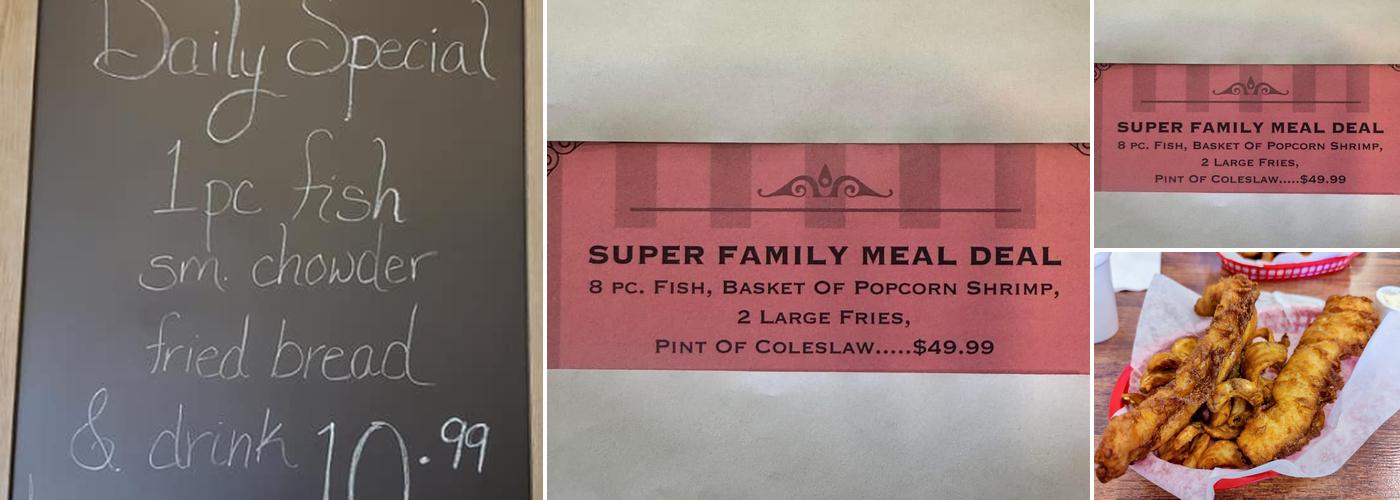 Daily Special
1pc fish
sm. chowder
fried bread
& drink 10.99
SUPER FAMILY MEAL DEAL
8 PC. FISH, BASKET OF POPCORN SHRIMP,
2 LARGE FRIES,
PINT OF COLESLAW.....$49.99
SUPER FAMILY MEAL DEAL
8 PC. FISH, BASKET OF POPCORN SHRIMP,
2 LARGE FRIES,
PINT OF COLESLAW.....$49.99